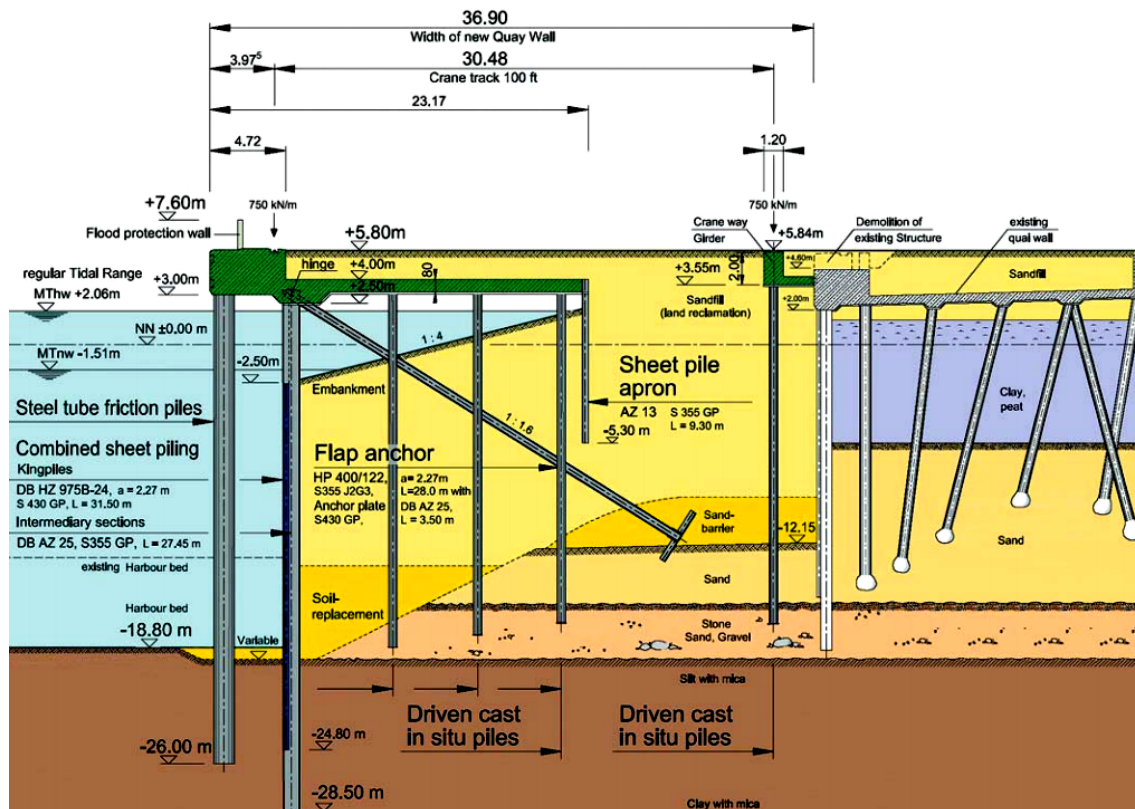 36.90
Width of new Quay Wall
3.97⁵
30.48
Crane track 100 ft
23.17
4.72
1.20
+7.60m
750 kN/m
750 kN/m
Flood protection wall
+5.80m
Crane way
Girder
+5.84m
Demolition of
existing Structure
existing
quai wall
regular Tidal Range
MThw +2.06m
+3.00m
hinge
+4.00m
80
+2.50m
+3.55m
2.00
+4.60m
Sandfill
Sandfill
(land reclamation)
+2.00m
NN ±0.00 m
MTnw -1.51m
-2.50m
1 : 4
Embankment
Sheet pile
apron
AZ 13 S 355 GP
L = 9.30 m
-5.30 m
Clay,
peat
Steel tube friction piles
Combined sheet piling
Kingpiles
DB HZ 975B-24, a = 2,27 m
S 430 GP, L = 31,50 m
Intermediary sections
DB AZ 25, S355 GP, L = 27.45 m
1 : 1.6
Flap anchor
HP 400/122, a= 2.27m
S355 J2G3, L=28.0 m with
Anchor plate DB AZ 25,
S430 GP, L = 3.50 m
Sand-
barrier
-12,15
existing Harbour bed
Soil-
replacement
Sand
Sand
Harbour bed
-18.80 m
Variable
Stone
Sand, Gravel
Silt with mica
Driven cast
in situ piles
Driven cast
in situ piles
-26.00 m
-24.80 m
-28.50 m
Clay with mica